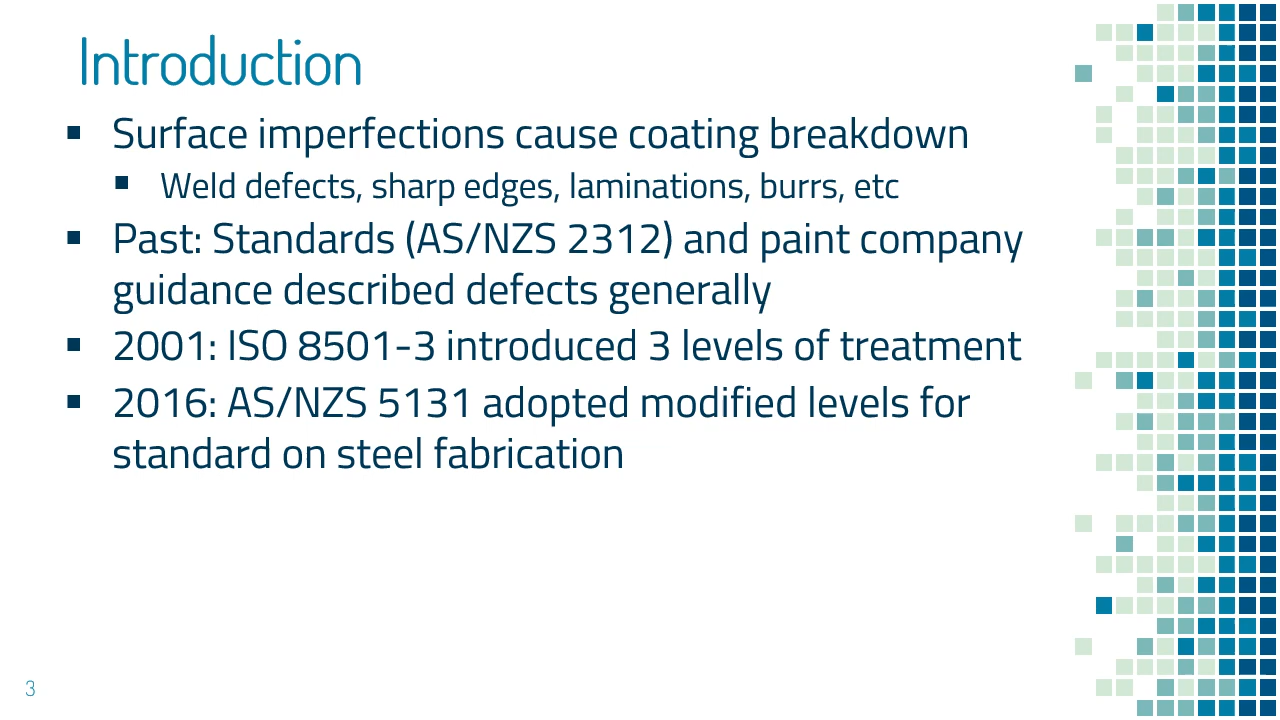 Introduction
▪ Surface imperfections cause coating breakdown
▪ Weld defects, sharp edges, laminations, burrs, etc
▪ Past: Standards (AS/NZS 2312) and paint company
guidance described defects generally
▪ 2001: ISO 8501-3 introduced 3 levels of treatment
▪ 2016: AS/NZS 5131 adopted modified levels for
standard on steel fabrication
3